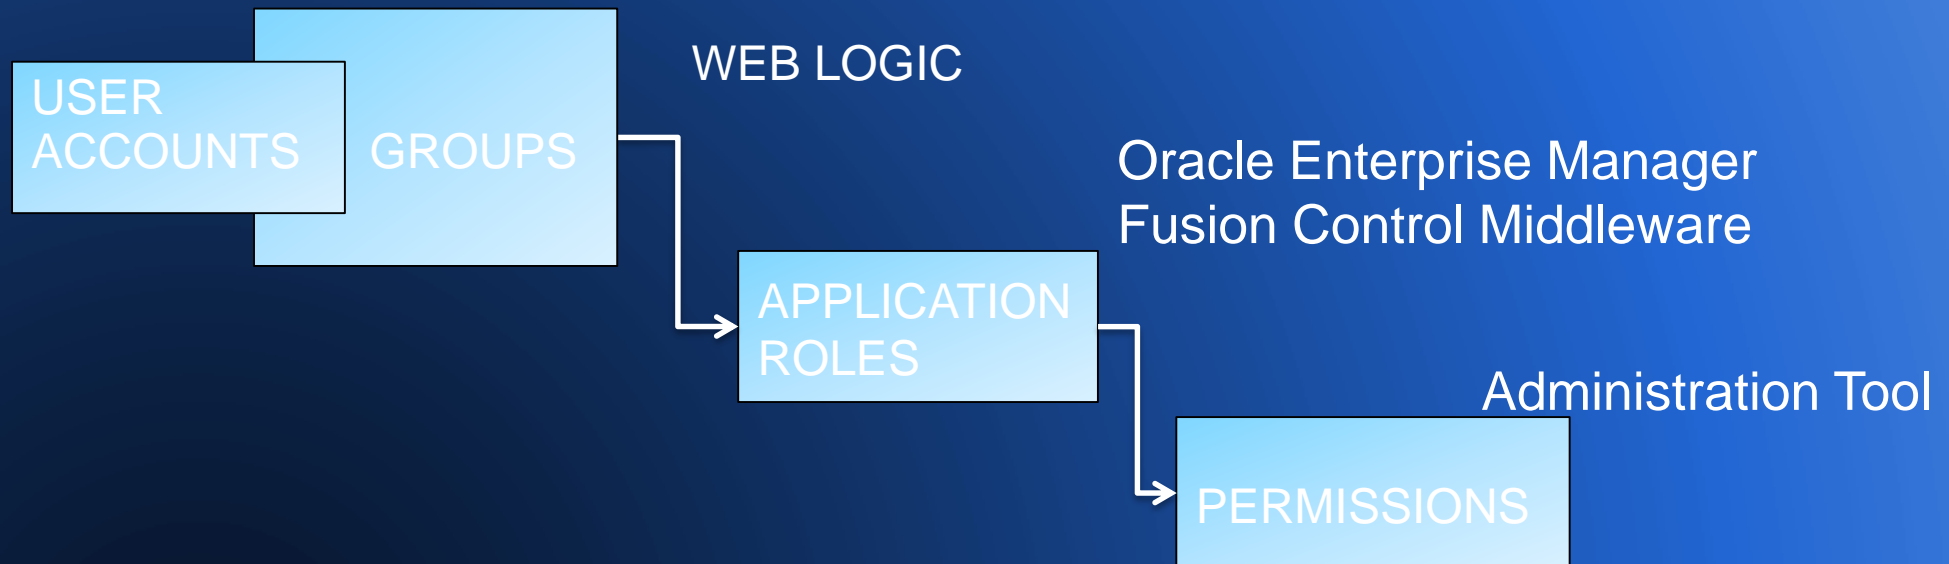 WEB LOGIC
USER
ACCOUNTS
GROUPS
Oracle Enterprise Manager
Fusion Control Middleware
APPLICATION
ROLES
Administration Tool
PERMISSIONS